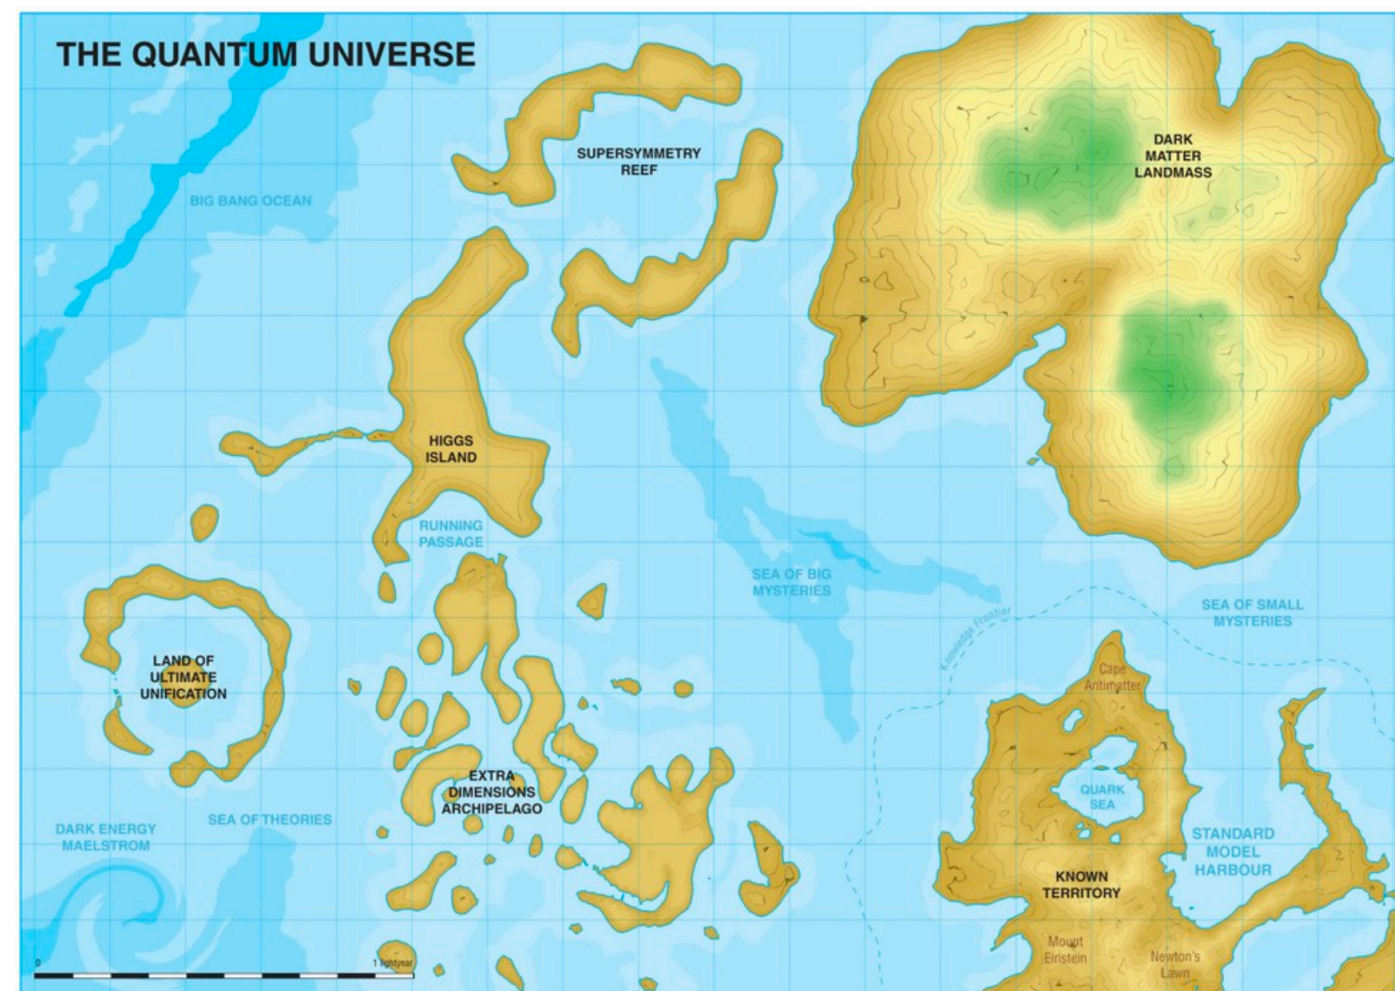 THE QUANTUM UNIVERSE
BIG BANG OCEAN
SUPERSYMMETRY
REEF
DARK
MATTER
LANDMASS
HIGGS
ISLAND
RUNNING
PASSAGE
SEA OF BIG
MYSTERIES
SEA OF SMALL
MYSTERIES
Knowledge Frontier
LAND OF
ULTIMATE
UNIFICATION
Cape
Antimatter
EXTRA
DIMENSIONS
ARCHIPELAGO
QUARK
SEA
DARK ENERGY
MAELSTROM
SEA OF THEORIES
STANDARD
MODEL
HARBOUR
KNOWN
TERRITORY
Mount
Einstein
Newton's
Lawn
0
1 lightyear